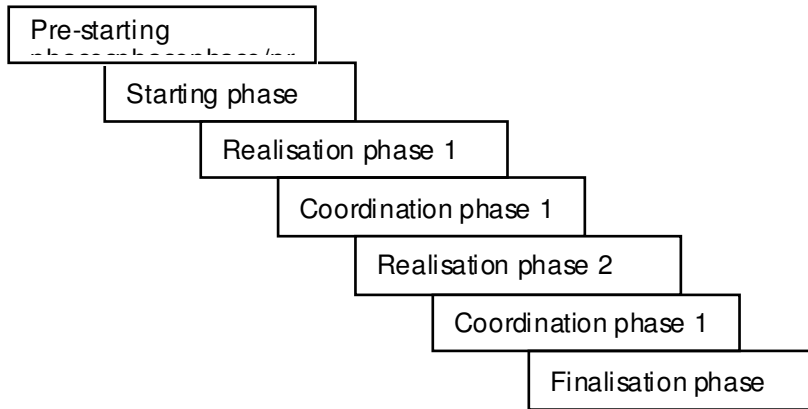 Pre-starting
Starting phase
Realisation phase 1
Coordination phase 1
Realisation phase 2
Coordination phase 1
Finalisation phase